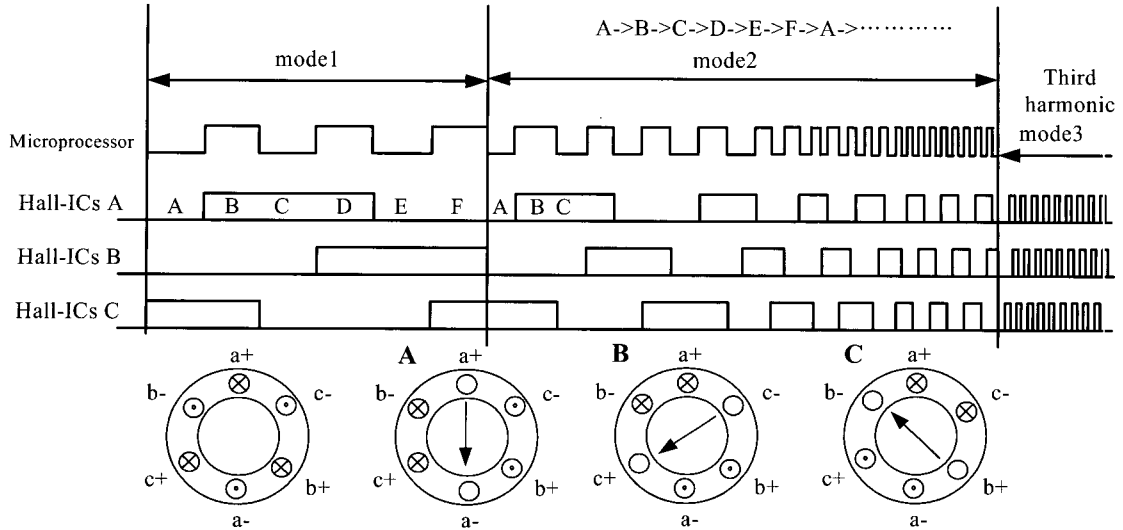 A->B->C->D->E->F->A->…………
mode1
mode2
Third
harmonic
mode3
Microprocessor
Hall-ICs A
A B C D E F A B C
Hall-ICs B
Hall-ICs C
A B C
a+ a+ a+ a+
b- c- b- c- b- c- b- c-
c+ b+ c+ b+ c+ b+ c+ b+
a- a- a- a-